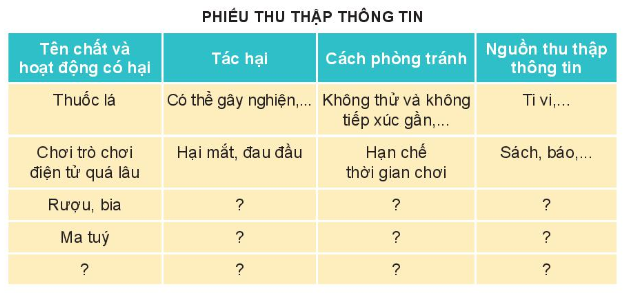 PHIẾU THU THẬP THÔNG TIN
Tên chất và
hoạt động có hại
Tác hại
Cách phòng tránh
Nguồn thu thập
thông tin
Thuốc lá
Có thể gây nghiện,...
Không thử và không
tiếp xúc gần,...
Ti vi,...
Chơi trò chơi
điện tử quá lâu
Hại mắt, đau đầu
Hạn chế
thời gian chơi
Sách, báo,...
Rượu, bia
?
?
?
Ma tuý
?
?
?
?
?
?
?